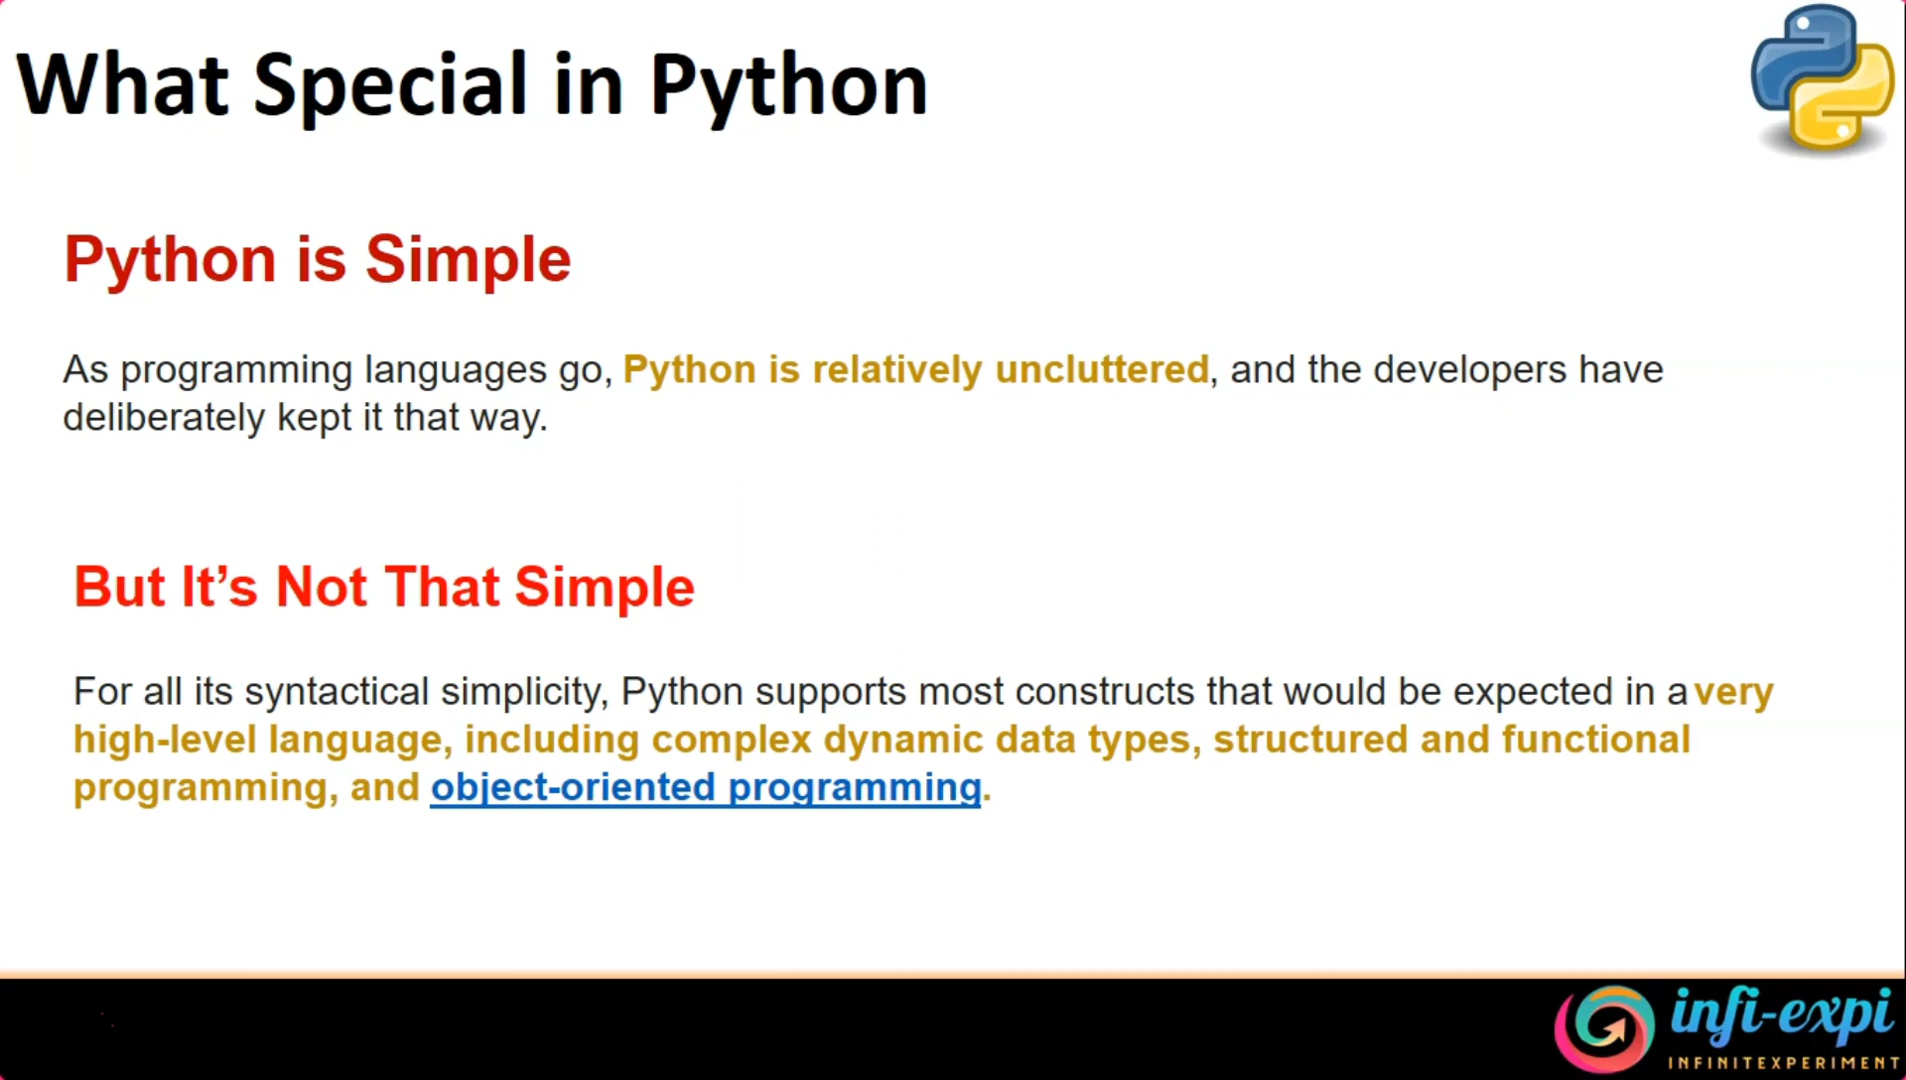 What Special in Python
Python is Simple
As programming languages go, Python is relatively uncluttered, and the developers have
deliberately kept it that way.
But It’s Not That Simple
For all its syntactical simplicity, Python supports most constructs that would be expected in a very
high-level language, including complex dynamic data types, structured and functional
programming, and object-oriented programming.
infi-expi
INFINITEXPERIMENT